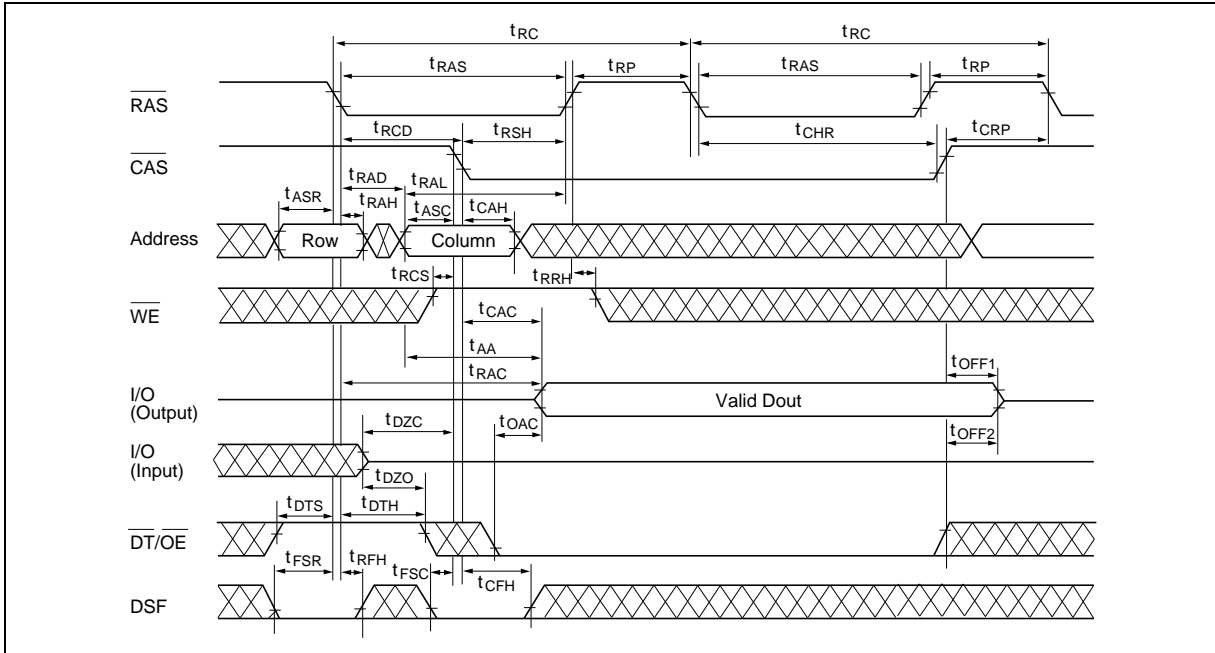 tRC tRC
tRAS tRP tRAS tRP
RAS
tRCD tRSH tCHR tCRP
CAS
tRAD tRAL
tASR tRAH tASC tCAH
Address Row Column
tRCS tRRH
WE
tCAC
tAA
tRAC tOFF1
I/O
(Output)
Valid Dout
tDZC tOAC tOFF2
I/O
(Input)
tDZO
tDTS tDTH
DT/OE
tFSR tRFH tFSC tCFH
DSF